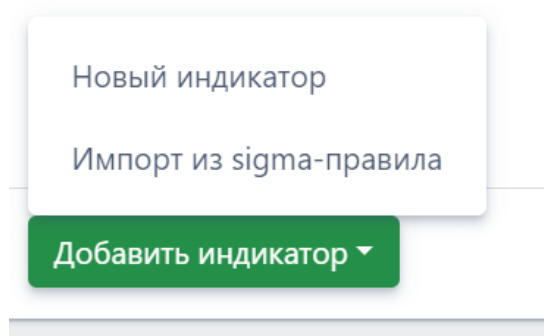 Новый индикатор
Импорт из sigma-правила
Добавить индикатор